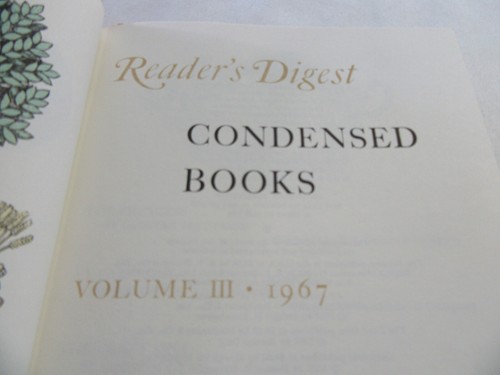 Reader's Digest
CONDENSED
BOOKS
VOLUME III • 1967